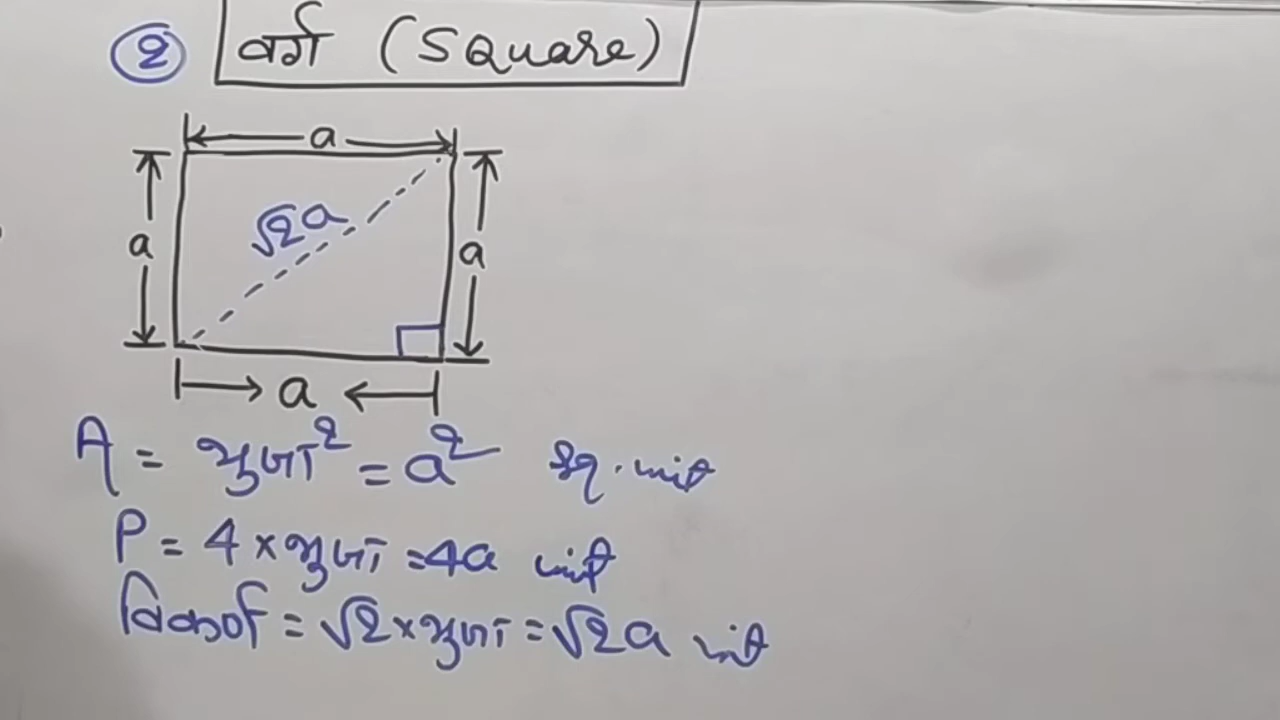 ② वर्ग (Square)
a
√2a
a
a
a
A = भुजा² = a² sq. unit
P = 4 × भुजा = 4a unit
विकर्ण = √2 × भुजा = √2a unit